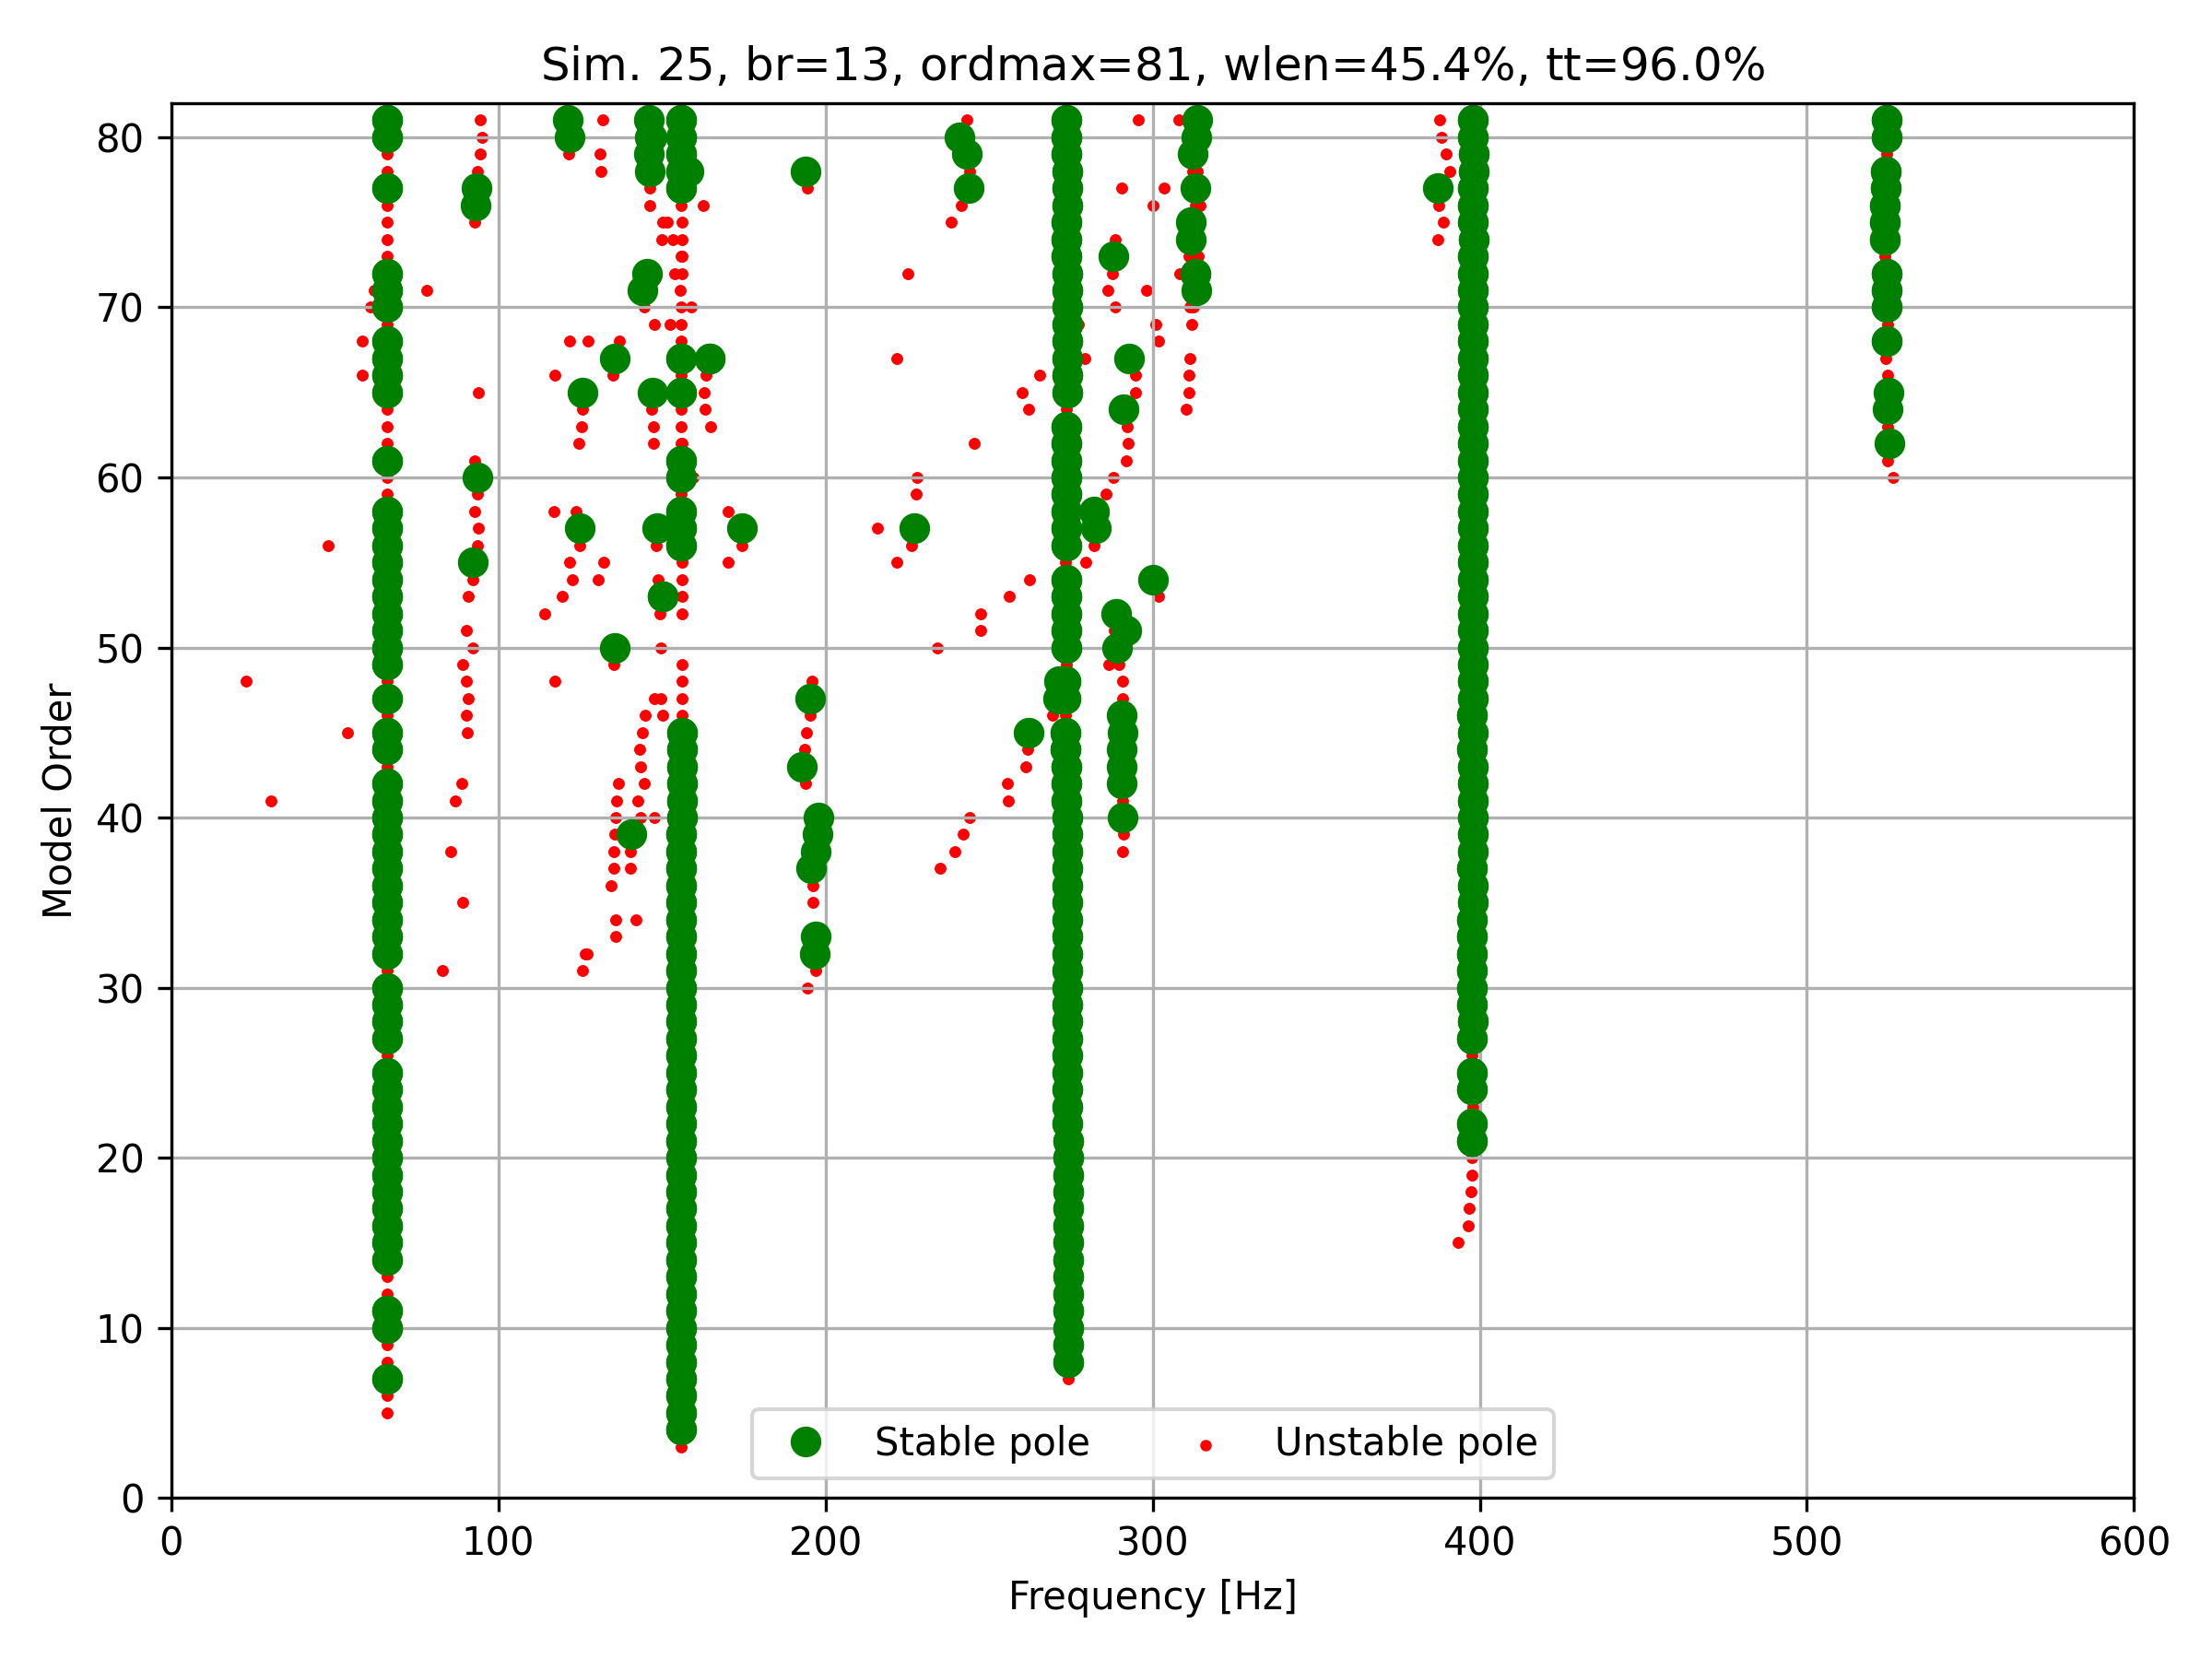 Sim. 25, br=13, ordmax=81, wlen=45.4%, tt=96.0%
80
70
60
50
40
30
20
10
0
Model Order
Stable pole
Unstable pole
0 100 200 300 400 500 600
Frequency [Hz]